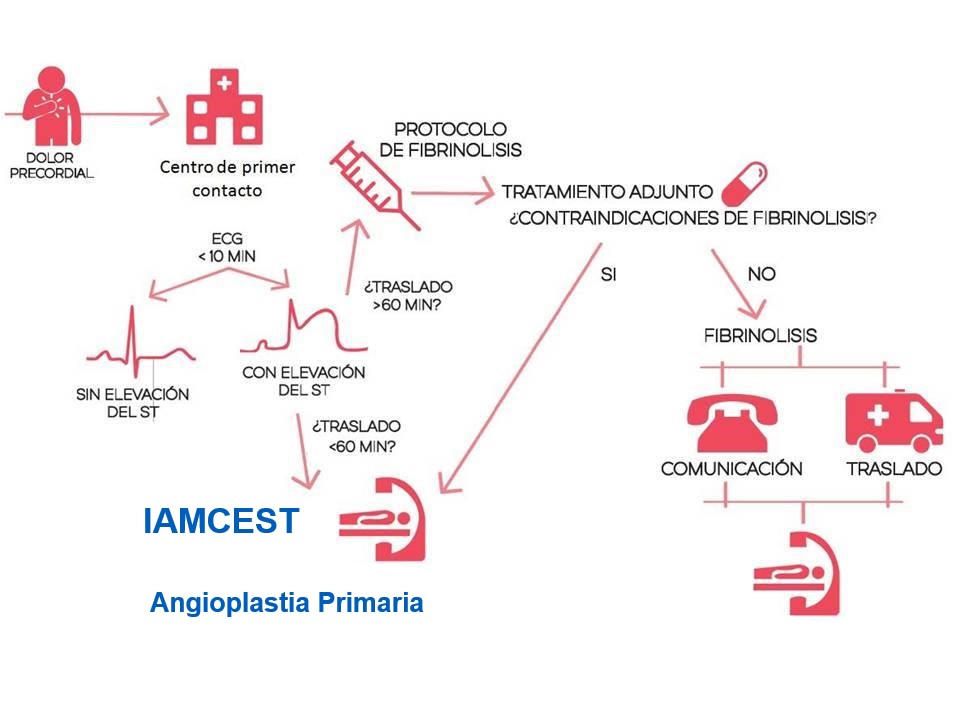 DOLOR
PRECORDIAL
Centro de primer
contacto
PROTOCOLO
DE FIBRINOLISIS
TRATAMIENTO ADJUNTO
¿CONTRAINDICACIONES DE FIBRINOLISIS?
ECG
< 10 MIN
¿TRASLADO
>60 MIN?
SI
NO
SIN ELEVACIÓN
DEL ST
CON ELEVACIÓN
DEL ST
¿TRASLADO
<60 MIN?
FIBRINOLISIS
COMUNICACIÓN
TRASLADO
IAMCEST
Angioplastia Primaria